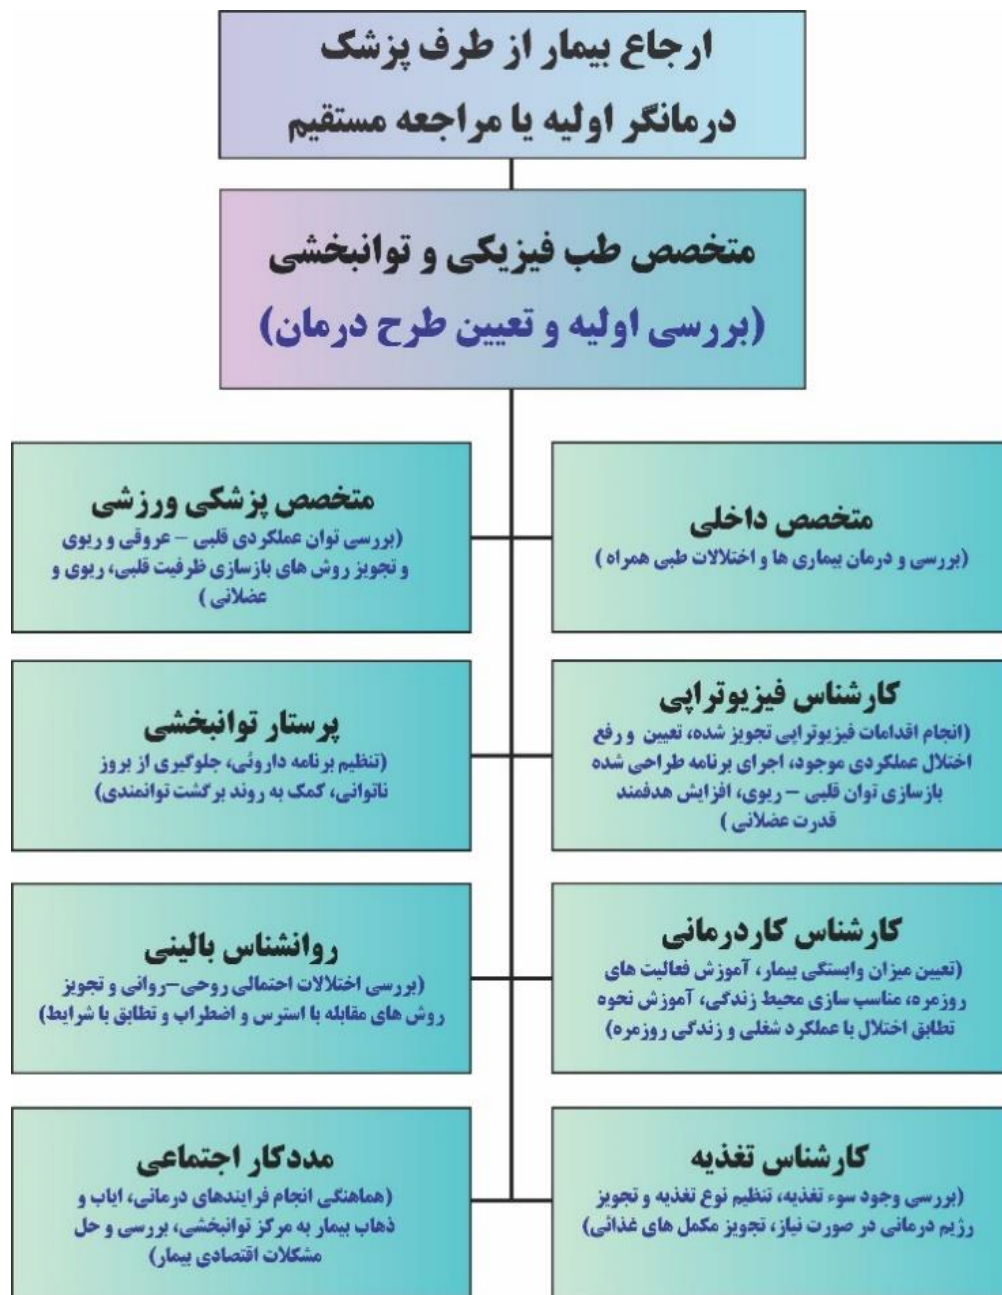 ارجاع بیمار از طرف پزشک
درمانگر اولیه یا مراجعه مستقیم
متخصص طب فیزیکی و توانبخشی
(بررسی اولیه و تعیین طرح درمان)
متخصص داخلی
(بررسی و درمان بیماری ها و اختلالات طبی همراه )
متخصص پزشکی ورزشی
(بررسی توان عملکردی قلبی – عروقی و ریوی
و تجویز روش های بازسازی ظرفیت قلبی، ریوی و
عضلانی )
کارشناس فیزیوتراپی
(انجام اقدامات فیزیوتراپی تجویز شده، تعیین و رفع
اختلال عملکردی موجود، اجرای برنامه طراحی شده
بازسازی توان قلبی – ریوی، افزایش هدفمند
قدرت عضلانی )
پرستار توانبخشی
(تنظیم برنامه داروئی، جلوگیری از بروز
ناتوانی، کمک به روند برگشت توانمندی)
کارشناس کاردرمانی
(تعیین میزان وابستگی بیمار، آموزش فعالیت های
روزمره، مناسب سازی محیط زندگی، آموزش نحوه
تطابق اختلال با عملکرد شغلی و زندگی روزمره)
روانشناس بالینی
(بررسی اختلالات احتمالی روحی–روانی و تجویز
روش های مقابله با استرس و اضطراب و تطابق با شرایط)
کارشناس تغذیه
(بررسی وجود سوء تغذیه، تنظیم نوع تغذیه و تجویز
رژیم درمانی در صورت نیاز، تجویز مکمل های غذائی)
مددکار اجتماعی
(هماهنگی انجام فرایندهای درمانی، ایاب و
ذهاب بیمار به مرکز توانبخشی، بررسی و حل
مشکلات اقتصادی بیمار)